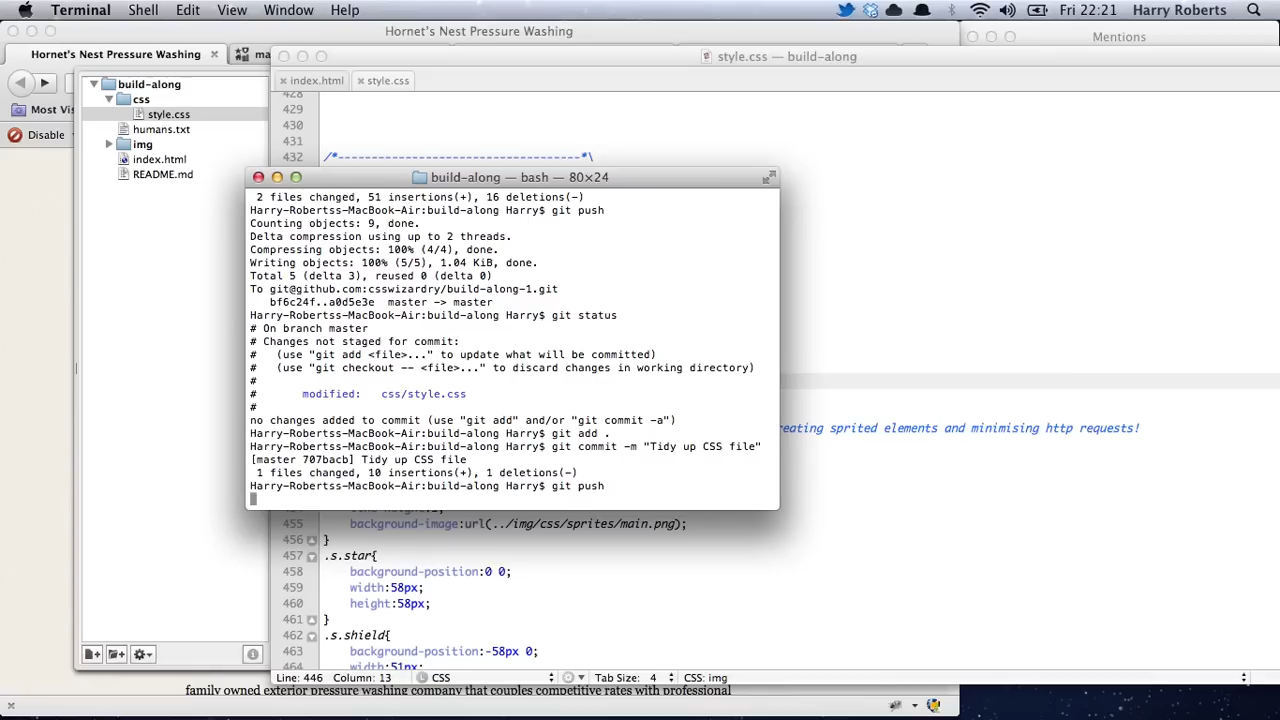 Terminal Shell Edit View Window Help
Fri 22:21 Harry Roberts
Hornet's Nest Pressure Washing
Mentions
Hornet's Nest Pressure Washing
ma
style.css — build-along
index.html
style.css
Most Vis
Disable
build-along
css
style.css
humans.txt
img
index.html
README.md
428
429
430
431
432 /*------------------------------------*\
build-along — bash — 80×24
2 files changed, 51 insertions(+), 16 deletions(-)
Harry-Robertss-MacBook-Air:build-along Harry$ git push
Counting objects: 9, done.
Delta compression using up to 2 threads.
Compressing objects: 100% (4/4), done.
Writing objects: 100% (5/5), 1.04 KiB, done.
Total 5 (delta 3), reused 0 (delta 0)
To git@github.com:csswizardry/build-along-1.git
bf6c24f..a0d5e3e master -> master
Harry-Robertss-MacBook-Air:build-along Harry$ git status
# On branch master
# Changes not staged for commit:
# (use "git add <file>..." to update what will be committed)
# (use "git checkout -- <file>..." to discard changes in working directory)
#
# modified: css/style.css
#
no changes added to commit (use "git add" and/or "git commit -a")
Harry-Robertss-MacBook-Air:build-along Harry$ git add .
Harry-Robertss-MacBook-Air:build-along Harry$ git commit -m "Tidy up CSS file"
[master 707bacb] Tidy up CSS file
1 files changed, 10 insertions(+), 1 deletions(-)
Harry-Robertss-MacBook-Air:build-along Harry$ git push
eating sprited elements and minimising http requests!
455 background-image:url(../img/css/sprites/main.png);
456 }
457 .s.star{
458 background-position:0 0;
459 width:58px;
460 height:58px;
461 }
462 .s.shield{
463 background-position:-58px 0;
464 width:51px;
Line: 446 Column: 13 CSS Tab Size: 4 CSS: img
family owned exterior pressure washing company that couples competitive rates with professional